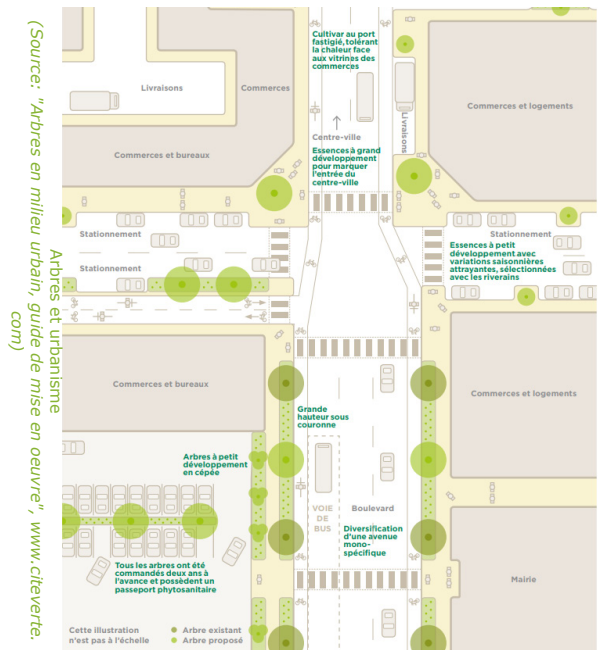 Arbres et urbanisme
(Source: "Arbres en milieu urbain, guide de mise en oeuvre", www.citeverte.
com)
Cultivar au port
fastigié, tolérant
la chaleur face
aux vitrines des
commerces
Livraisons
Commerces
Commerces et logements
Livraisons
Centre-ville
Essences à grand
développement
pour marquer
l'entrée du
centre-ville
Commerces et bureaux
Stationnement
Stationnement
Stationnement
Essences à petit
développement avec
variations saisonnières
attrayantes, sélectionnées
avec les riverains
Commerces et bureaux
Commerces et logements
Grande
hauteur sous
couronne
Arbres à petit
développement
en cépée
VOIE
DE
BUS
Boulevard
Diversification
d'une avenue
mono-
spécifique
Tous les arbres ont été
commandés deux ans à
l'avance et possèdent un
passeport phytosanitaire
Mairie
Cette illustration
n'est pas à l'échelle
Arbre existant
Arbre proposé